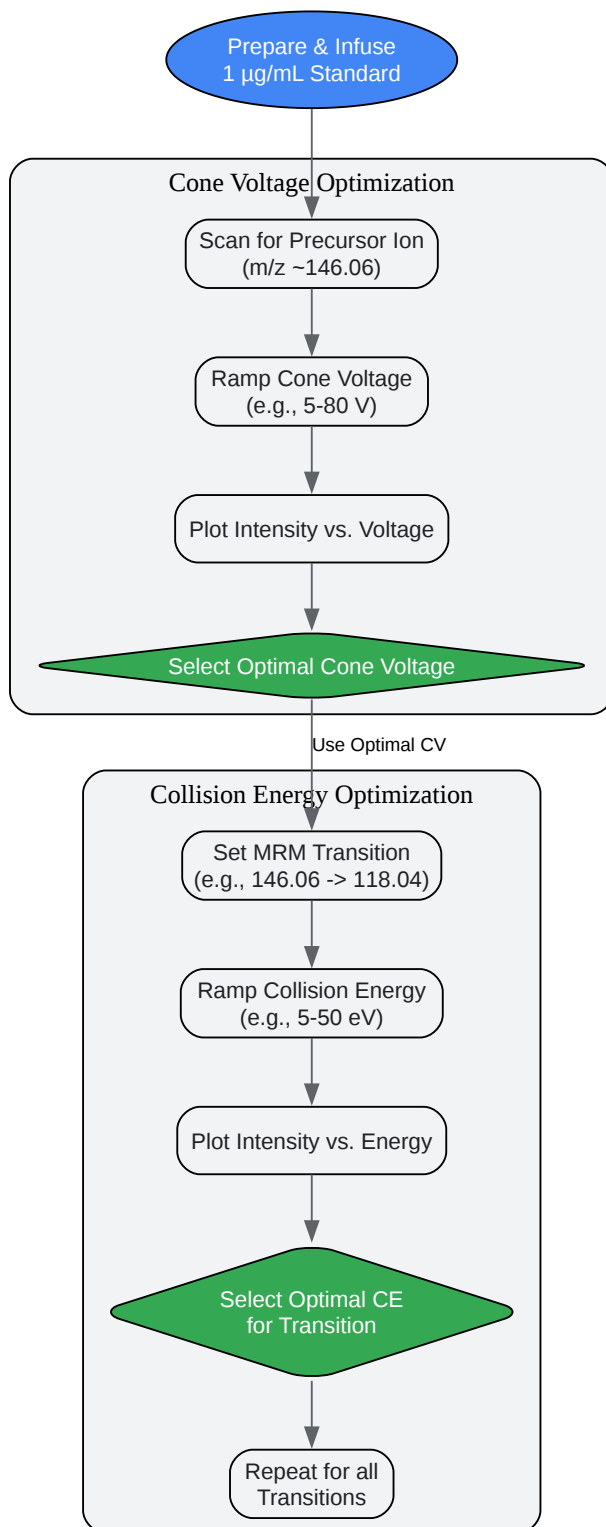 Prepare & Infuse
1 µg/mL Standard
Cone Voltage Optimization
Scan for Precursor Ion
(m/z ~146.06)
Ramp Cone Voltage
(e.g., 5-80 V)
Plot Intensity vs. Voltage
Select Optimal Cone Voltage
Use Optimal CV
Collision Energy Optimization
Set MRM Transition
(e.g., 146.06 -> 118.04)
Ramp Collision Energy
(e.g., 5-50 eV)
Plot Intensity vs. Energy
Select Optimal CE
for Transition
Repeat for all
Transitions